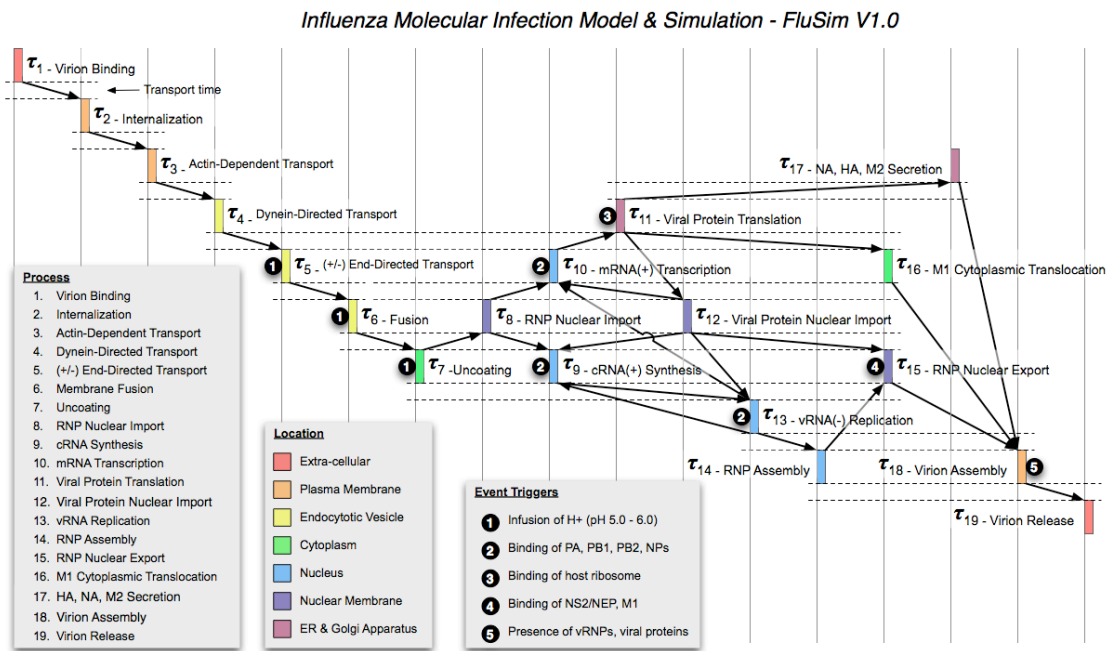 Influenza Molecular Infection Model & Simulation - FluSim V1.0
τ1 - Virion Binding
Transport time
τ2 - Internalization
τ3 - Actin-Dependent Transport
τ17 - NA, HA, M2 Secretion
τ4 - Dynein-Directed Transport
3
τ11 - Viral Protein Translation
1
τ5 - (+/-) End-Directed Transport
2
τ10 - mRNA(+) Transcription
τ16 - M1 Cytoplasmic Translocation
1
τ6 - Fusion
τ8 - RNP Nuclear Import
τ12 - Viral Protein Nuclear Import
1
τ7 -Uncoating
2
τ9 - cRNA(+) Synthesis
4
τ15 - RNP Nuclear Export
2
τ13 - vRNA(-) Replication
τ14 - RNP Assembly
τ18 - Virion Assembly
5
τ19 - Virion Release
Process
1. Virion Binding
2. Internalization
3. Actin-Dependent Transport
4. Dynein-Directed Transport
5. (+/-) End-Directed Transport
6. Membrane Fusion
7. Uncoating
8. RNP Nuclear Import
9. cRNA Synthesis
10. mRNA Transcription
11. Viral Protein Translation
12. Viral Protein Nuclear Import
13. vRNA Replication
14. RNP Assembly
15. RNP Nuclear Export
16. M1 Cytoplasmic Translocation
17. HA, NA, M2 Secretion
18. Virion Assembly
19. Virion Release
Location
Extra-cellular
Plasma Membrane
Endocytotic Vesicle
Cytoplasm
Nucleus
Nuclear Membrane
ER & Golgi Apparatus
Event Triggers
1 Infusion of H+ (pH 5.0 - 6.0)
2 Binding of PA, PB1, PB2, NPs
3 Binding of host ribosome
4 Binding of NS2/NEP, M1
5 Presence of vRNPs, viral proteins